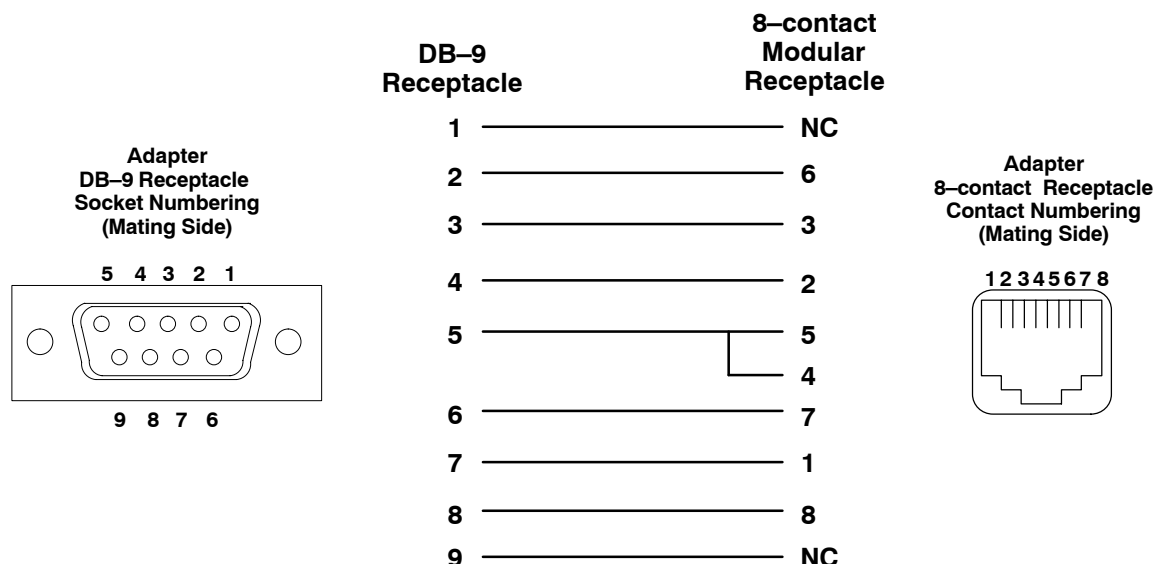 8–contact
Modular
Receptacle
DB–9
Receptacle
1 NC
2 6
3 3
4 2
5 5
4
6 7
7 1
8 8
9 NC
Adapter
DB–9 Receptacle
Socket Numbering
(Mating Side)
5 4 3 2 1
9 8 7 6
Adapter
8–contact Receptacle
Contact Numbering
(Mating Side)
1 2 3 4 5 6 7 8